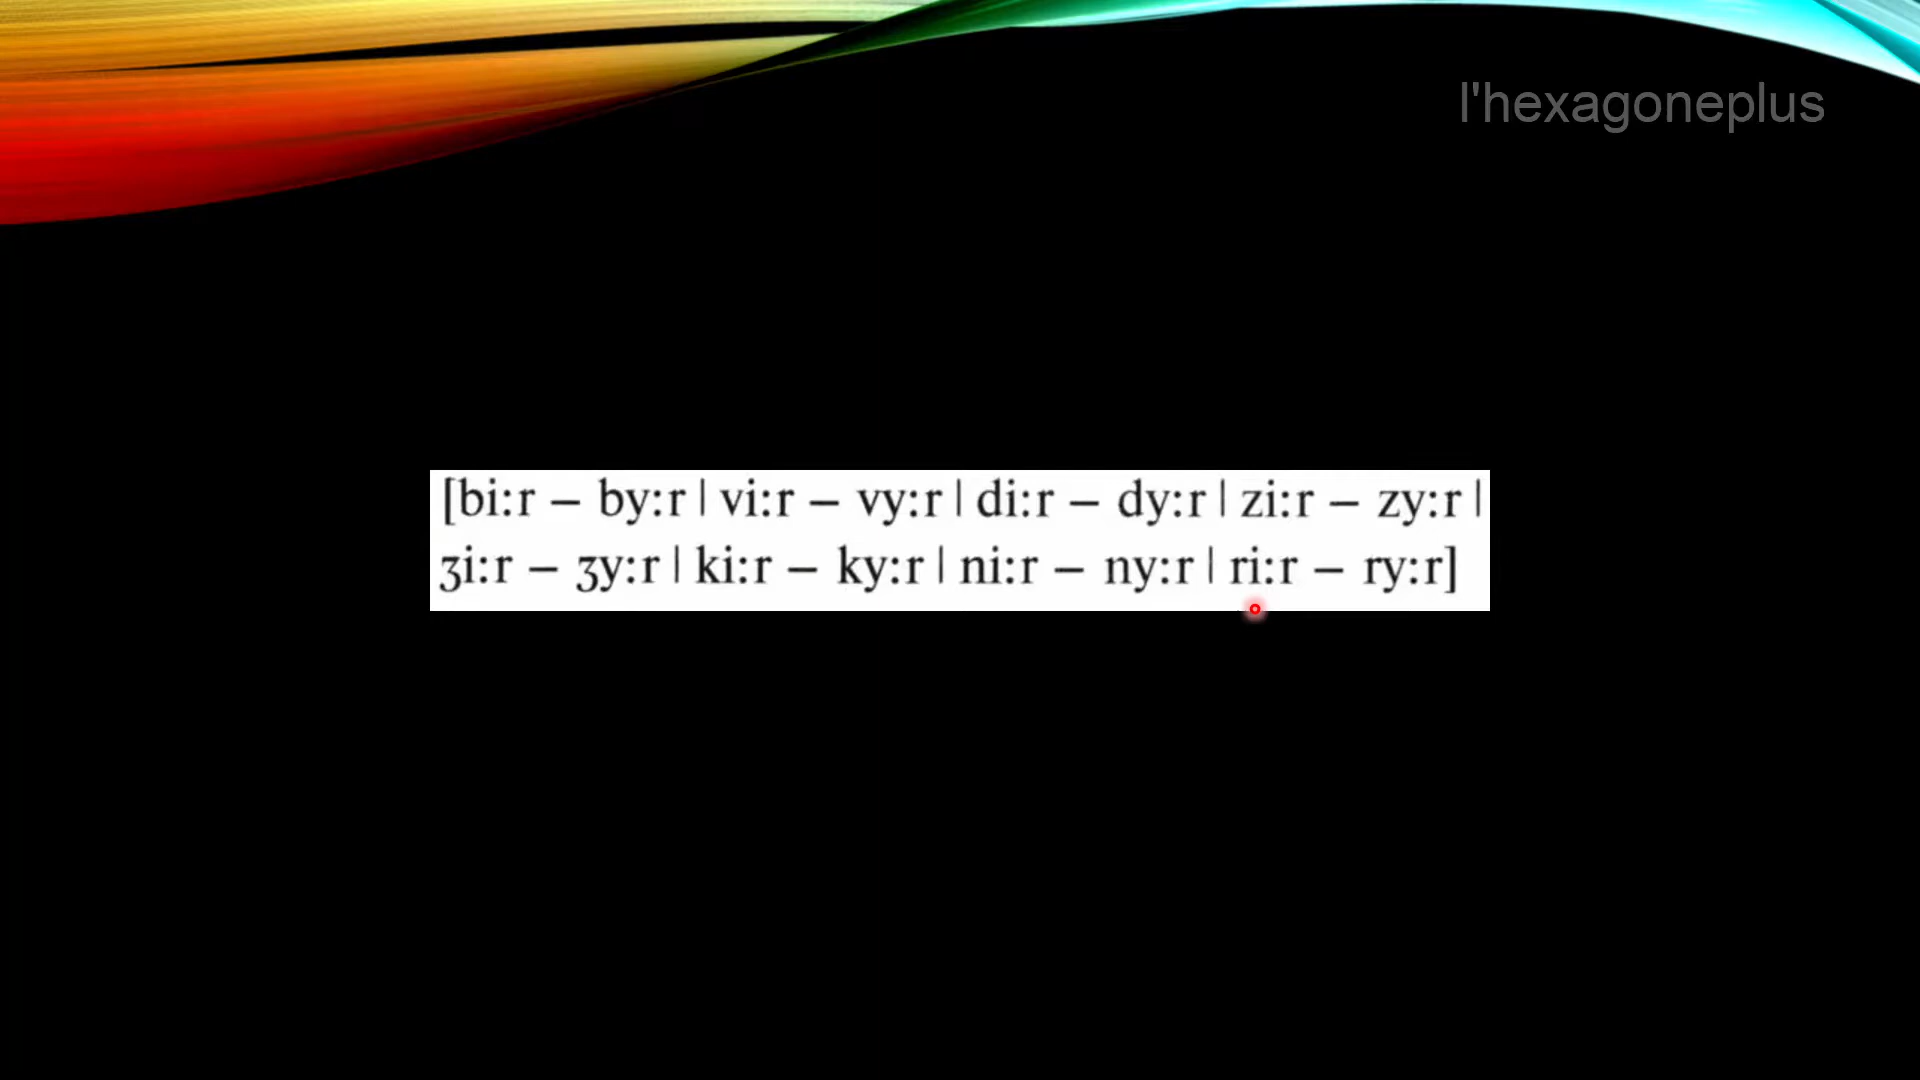 l'hexagoneplus
[bi:r – by:r | vi:r – vy:r | di:r – dy:r | zi:r – zy:r |
ʒi:r – ʒy:r | ki:r – ky:r | ni:r – ny:r | ri:r – ry:r]